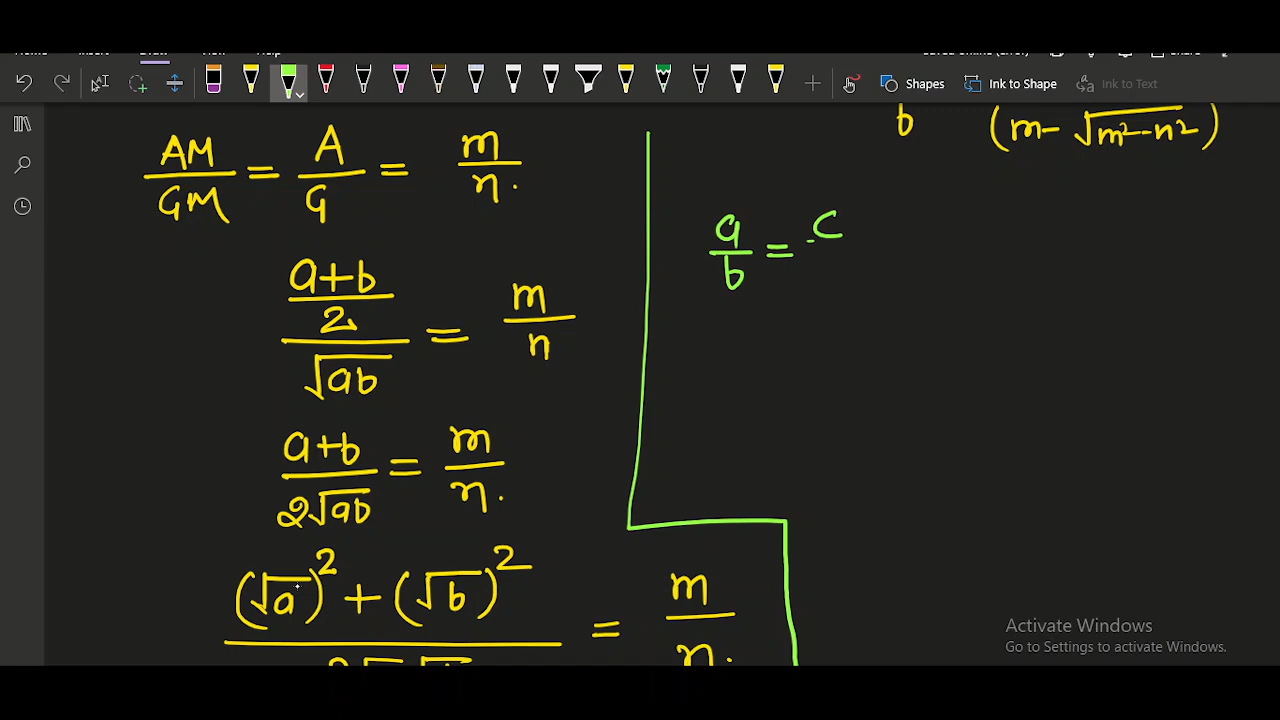 Shapes Ink to Shape Ink to Text
b (m- √m²-n²)
AM/GM = A/G = m/n.
a/b = c
(a+b/2)/√ab = m/n
a+b/2√ab = m/n.
(√a)² + (√b)² = m/n.
Activate Windows
Go to Settings to activate Windows.